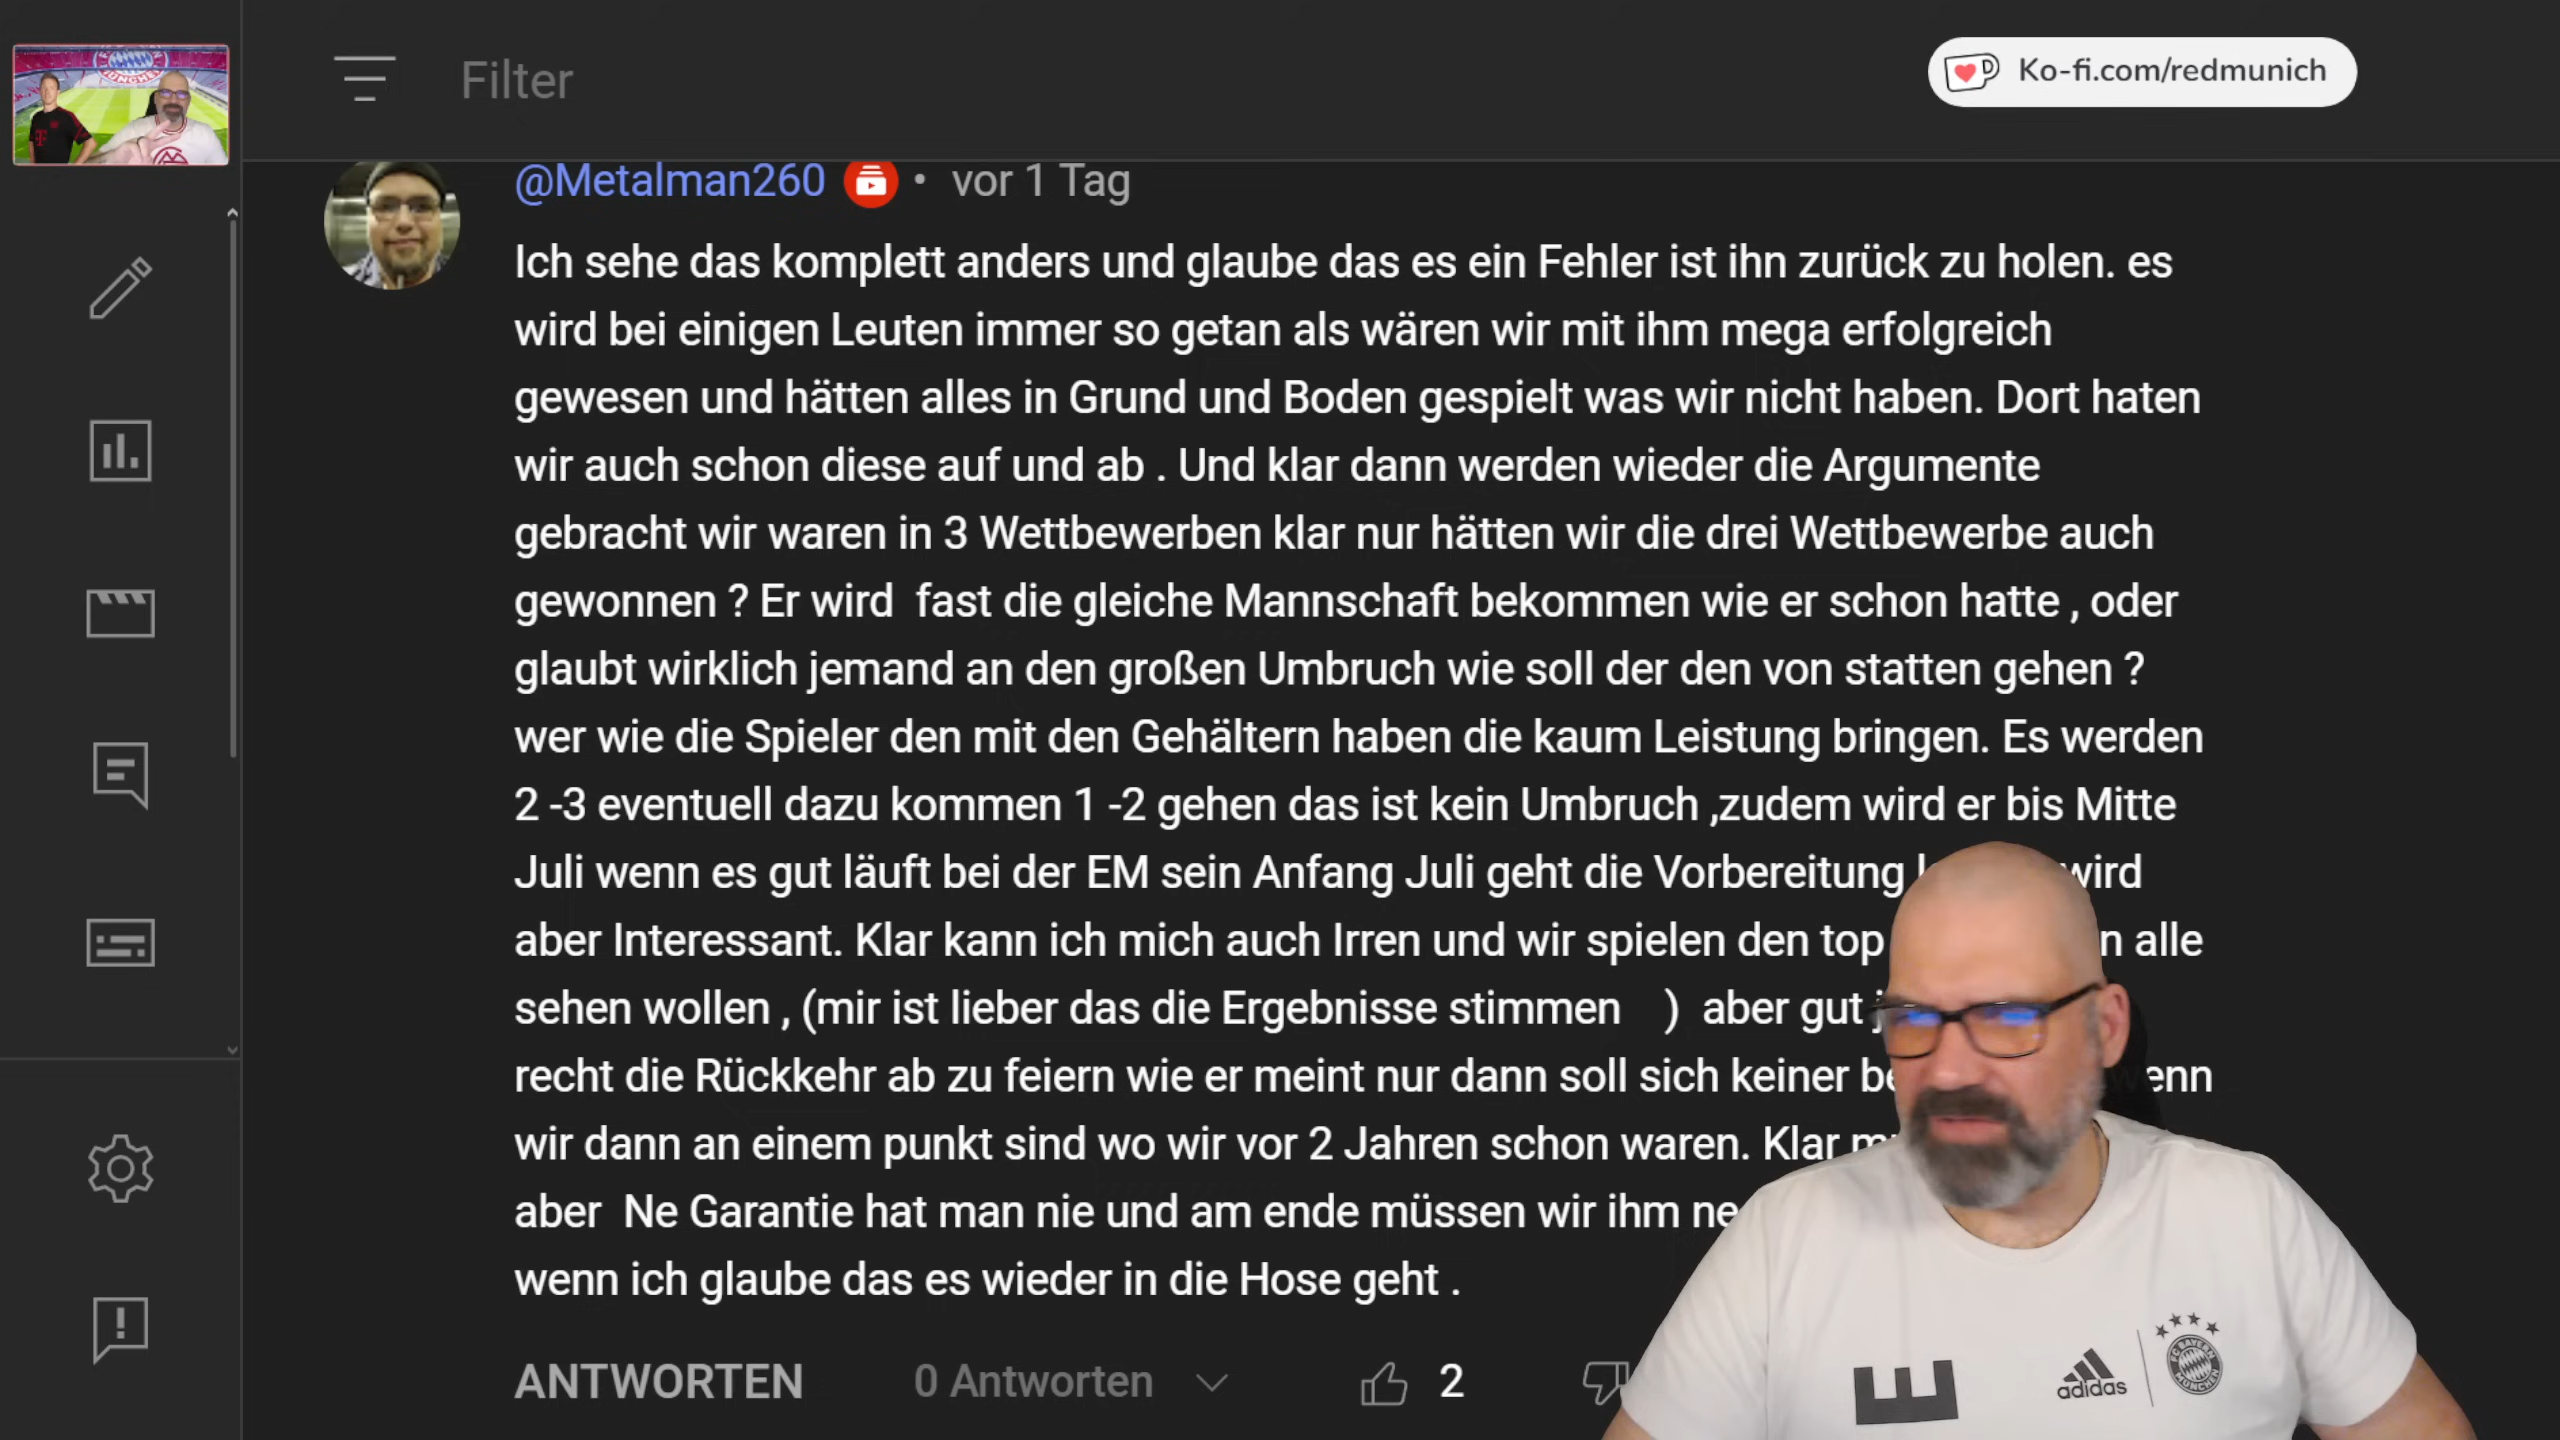 Filter
Ko-fi.com/redmunich
@Metalman260 • vor 1 Tag
Ich sehe das komplett anders und glaube das es ein Fehler ist ihn zurück zu holen. es
wird bei einigen Leuten immer so getan als wären wir mit ihm mega erfolgreich
gewesen und hätten alles in Grund und Boden gespielt was wir nicht haben. Dort haten
wir auch schon diese auf und ab . Und klar dann werden wieder die Argumente
gebracht wir waren in 3 Wettbewerben klar nur hätten wir die drei Wettbewerbe auch
gewonnen ? Er wird  fast die gleiche Mannschaft bekommen wie er schon hatte , oder
glaubt wirklich jemand an den großen Umbruch wie soll der den von statten gehen ?
wer wie die Spieler den mit den Gehältern haben die kaum Leistung bringen. Es werden
2 -3 eventuell dazu kommen 1 -2 gehen das ist kein Umbruch ,zudem wird er bis Mitte
Juli wenn es gut läuft bei der EM sein Anfang Juli geht die Vorbereitung wird
aber Interessant. Klar kann ich mich auch Irren und wir spielen den top alle
sehen wollen , (mir ist lieber das die Ergebnisse stimmen    )  aber gut
recht die Rückkehr ab zu feiern wie er meint nur dann soll sich keiner
wir dann an einem punkt sind wo wir vor 2 Jahren schon waren. Klar
aber  Ne Garantie hat man nie und am ende müssen wir ihm
wenn ich glaube das es wieder in die Hose geht .
ANTWORTEN 0 Antworten 2
adidas
FC BAYERN MÜNCHEN